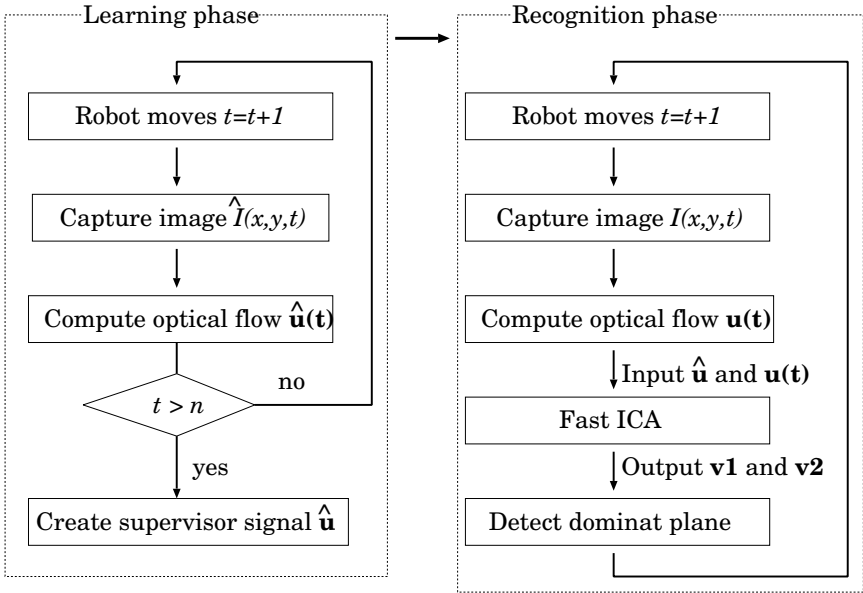 Learning phase
Robot moves t=t+1
Capture image Î(x,y,t)
Compute optical flow û(t)
t > n
no
yes
Create supervisor signal û
Recognition phase
Robot moves t=t+1
Capture image I(x,y,t)
Compute optical flow u(t)
Input û and u(t)
Fast ICA
Output v1 and v2
Detect dominat plane